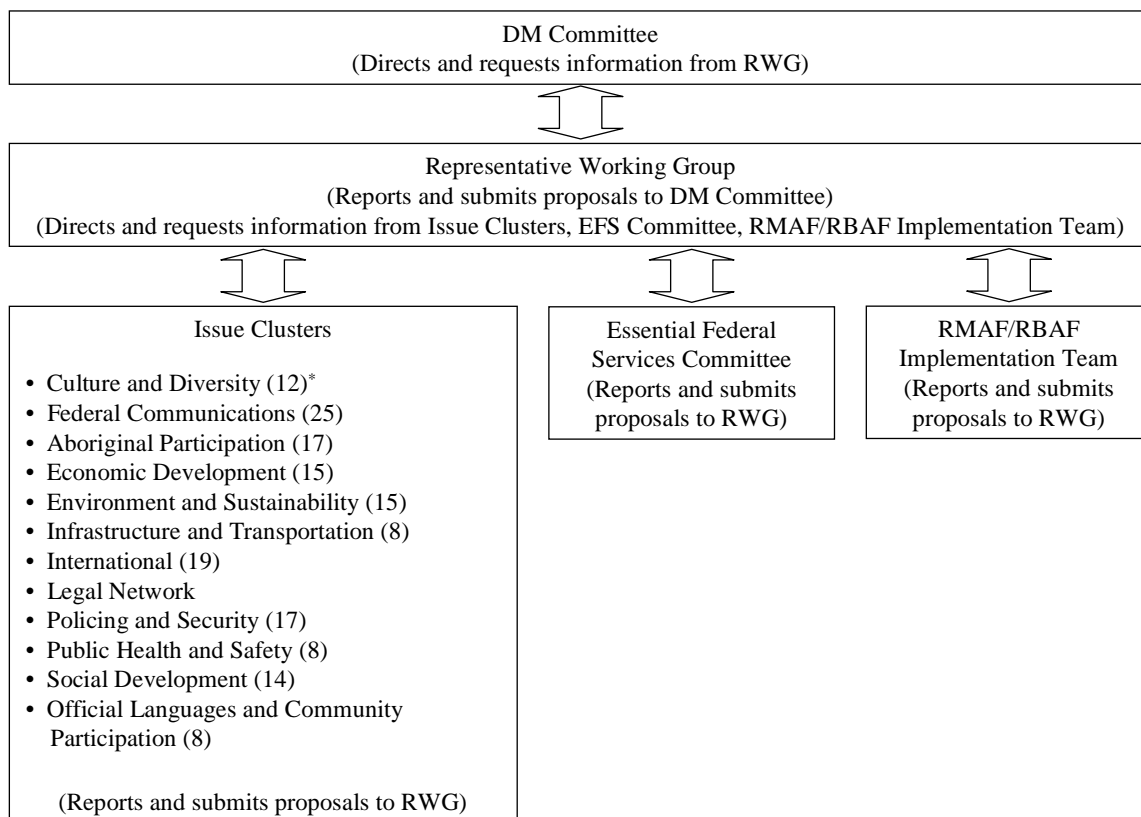 DM Committee
(Directs and requests information from RWG)
Representative Working Group
(Reports and submits proposals to DM Committee)
(Directs and requests information from Issue Clusters, EFS Committee, RMAF/RBAF Implementation Team)
Issue Clusters
• Culture and Diversity (12)*
• Federal Communications (25)
• Aboriginal Participation (17)
• Economic Development (15)
• Environment and Sustainability (15)
• Infrastructure and Transportation (8)
• International (19)
• Legal Network
• Policing and Security (17)
• Public Health and Safety (8)
• Social Development (14)
• Official Languages and Community
Participation (8)
(Reports and submits proposals to RWG)
Essential Federal
Services Committee
(Reports and submits
proposals to RWG)
RMAF/RBAF
Implementation Team
(Reports and submits
proposals to RWG)